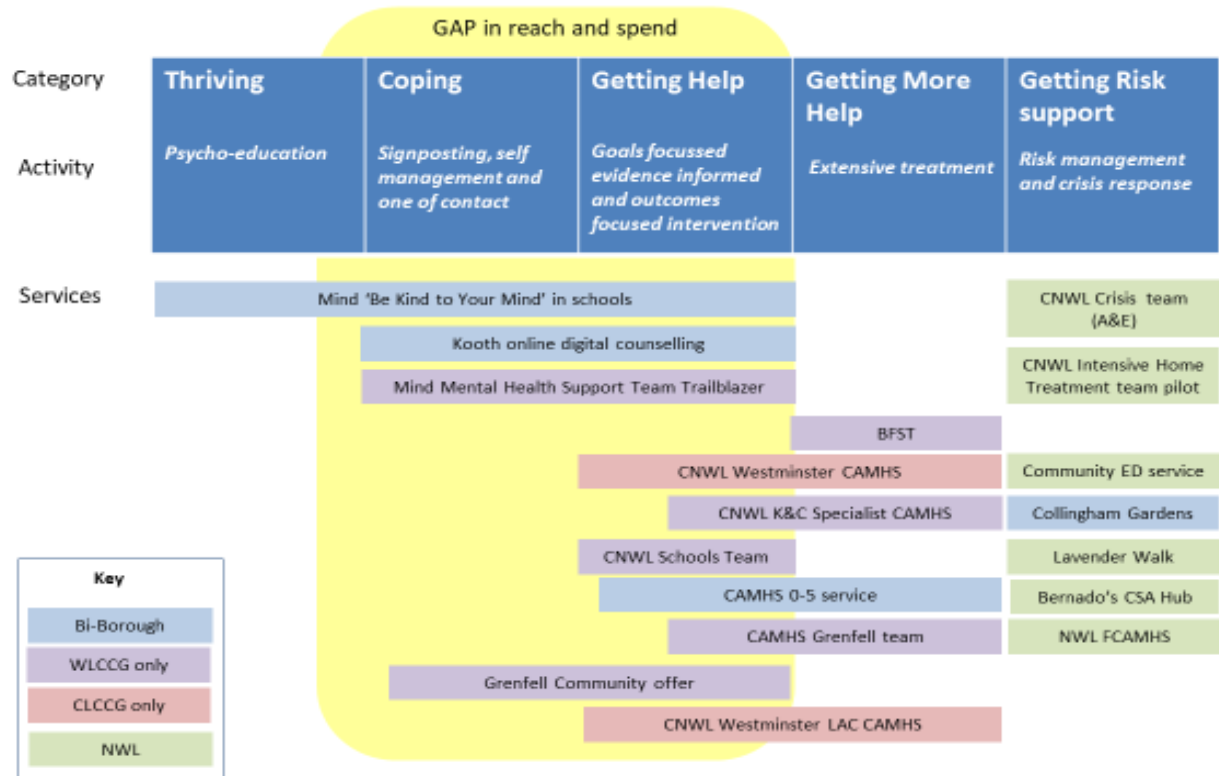 GAP in reach and spend
Category
Thriving
Coping
Getting Help
Getting More
Help
Getting Risk
support
Activity
Psycho-education
Signposting, self
management and
one of contact
Goals focussed
evidence informed
and outcomes
focused intervention
Extensive treatment
Risk management
and crisis response
Services
Mind 'Be Kind to Your Mind' in schools
CNWL Crisis team
(A&E)
Kooth online digital counselling
Mind Mental Health Support Team Trailblazer
CNWL Intensive Home
Treatment team pilot
BFST
CNWL Westminster CAMHS
Community ED service
CNWL K&C Specialist CAMHS
Collingham Gardens
CNWL Schools Team
Lavender Walk
CAMHS 0-5 service
Bernado's CSA Hub
CAMHS Grenfell team
NWL FCAMHS
Grenfell Community offer
CNWL Westminster LAC CAMHS
Key
Bi-Borough
WLCCG only
CLCCG only
NWL